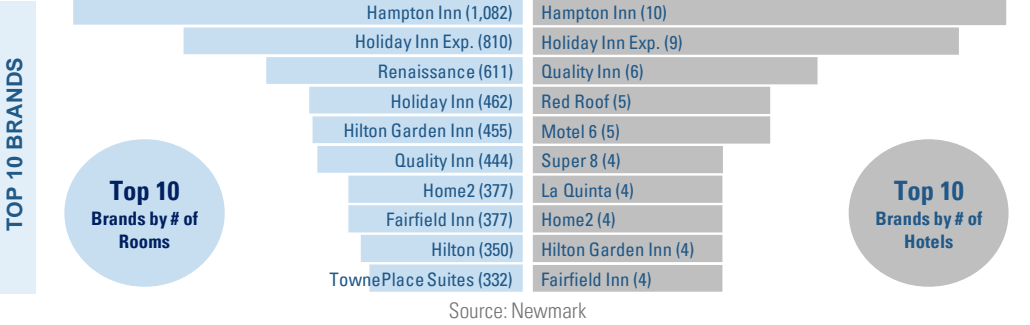 TOP 10 BRANDS
Hampton Inn (1,082)
Holiday Inn Exp. (810)
Renaissance (611)
Holiday Inn (462)
Hilton Garden Inn (455)
Quality Inn (444)
Home2 (377)
Fairfield Inn (377)
Hilton (350)
TownePlace Suites (332)
Top 10
Brands by # of
Rooms
Hampton Inn (10)
Holiday Inn Exp. (9)
Quality Inn (6)
Red Roof (5)
Motel 6 (5)
Super 8 (4)
La Quinta (4)
Home2 (4)
Hilton Garden Inn (4)
Fairfield Inn (4)
Top 10
Brands by # of
Hotels
Source: Newmark